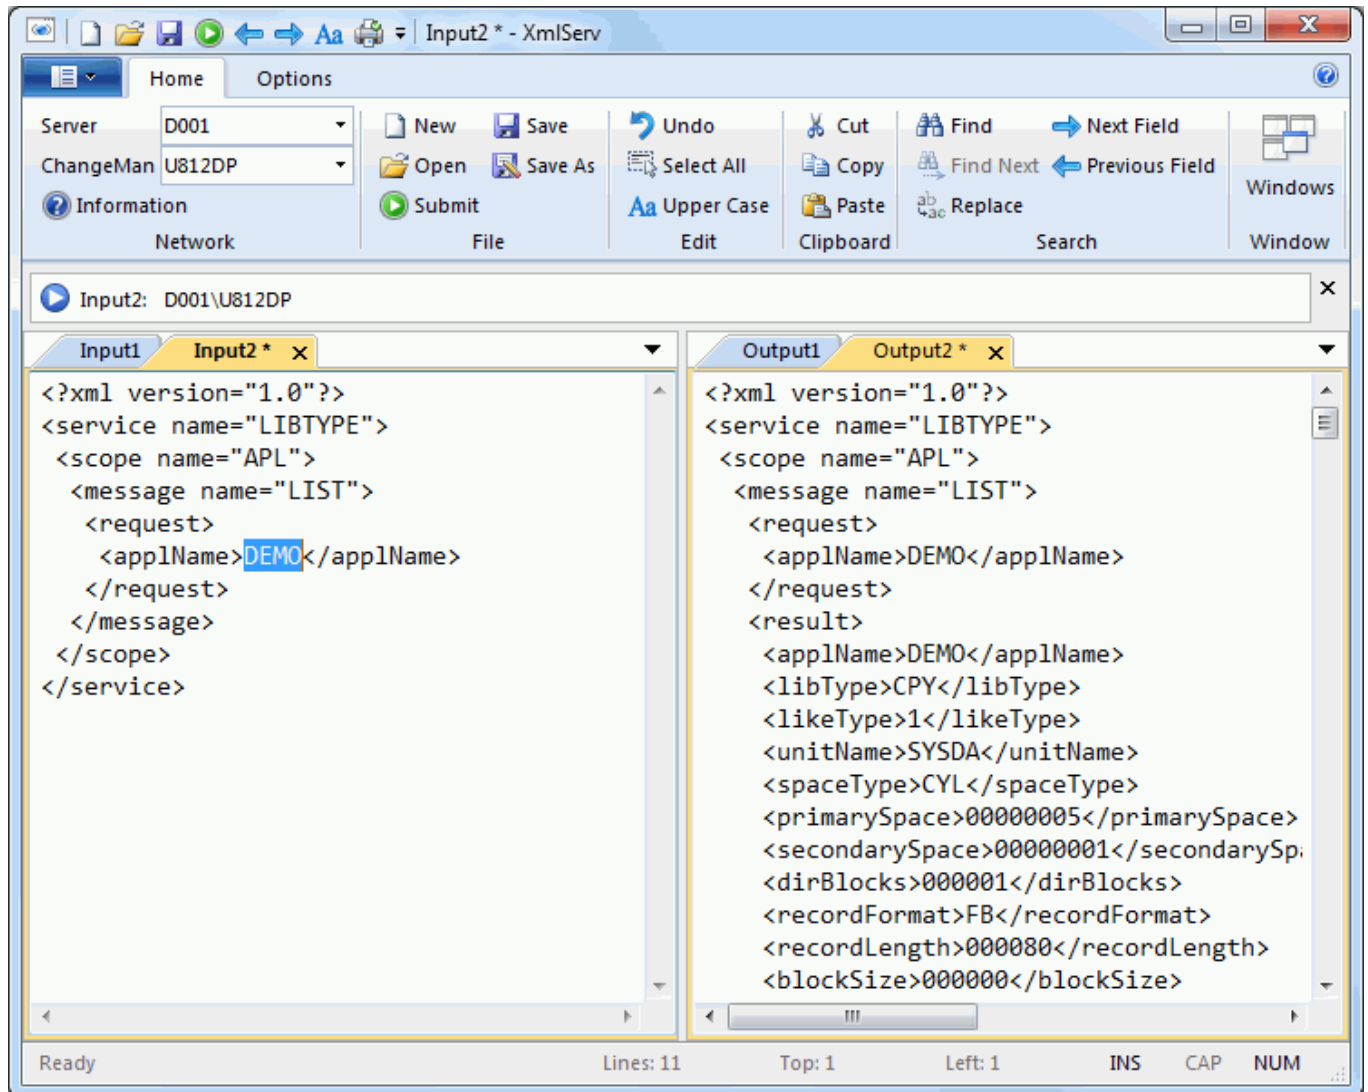 Aa Input2 * - XmlServ
Home Options
Server D001 New Save Undo Cut Find Next Field
ChangeMan U812DP Open Save As Select All Copy Find Next Previous Field
Information Submit Aa Upper Case Paste Replace Windows
Network File Edit Clipboard Search Window
Input2: D001\U812DP
Input1 Input2 *
<?xml version="1.0"?>
<service name="LIBTYPE">
<scope name="APL">
<message name="LIST">
<request>
<applName>DEMO</applName>
</request>
</message>
</scope>
</service>
Output1 Output2 *
<?xml version="1.0"?>
<service name="LIBTYPE">
<scope name="APL">
<message name="LIST">
<request>
<applName>DEMO</applName>
</request>
<result>
<applName>DEMO</applName>
<libType>CPY</libType>
<likeType>1</likeType>
<unitName>SYSDA</unitName>
<spaceType>CYL</spaceType>
<primarySpace>00000005</primarySpace>
<secondarySpace>00000001</secondarySpa
<dirBlocks>000001</dirBlocks>
<recordFormat>FB</recordFormat>
<recordLength>000080</recordLength>
<blockSize>000000</blockSize>
Ready Lines: 11 Top: 1 Left: 1 INS CAP NUM